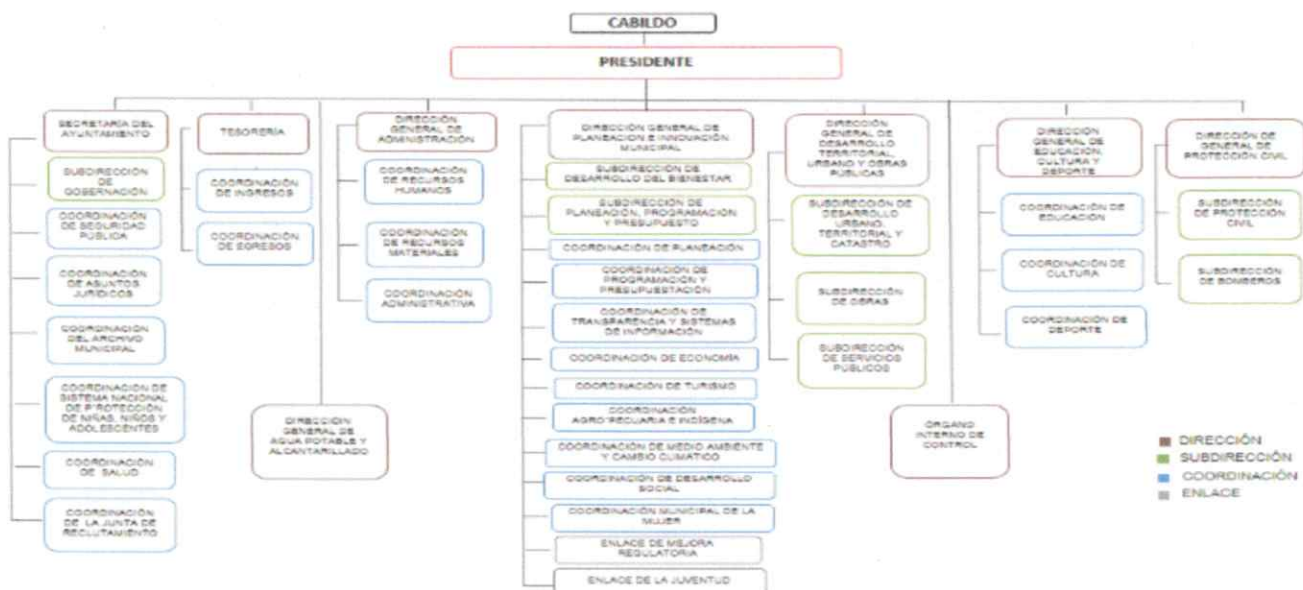 CABILDO
PRESIDENTE
SECRETARÍA DEL
AYUNTAMIENTO
SUBDIRECCIÓN
DE
GOBERNACIÓN
COORDINACIÓN
DE SEGURIDAD
PÚBLICA
COORDINACIÓN
DE ASUNTOS
JURÍDICOS
COORDINACIÓN
DEL ARCHIVO
MUNICIPAL
COORDINACIÓN DE
SISTEMA NACIONAL
DE PROTECCIÓN
DE NIÑAS, NIÑOS Y
ADOLESCENTES
COORDINACIÓN
DE SALUD
COORDINACIÓN
DE LA JUNTA DE
RECLUTAMIENTO
TESORERÍA
COORDINACIÓN
DE INGRESOS
COORDINACIÓN
DE EGRESOS
DIRECCIÓN
GENERAL DE
AGUA POTABLE Y
ALCANTARILLADO
DIRECCIÓN
GENERAL DE
ADMINISTRACIÓN
COORDINACIÓN
DE RECURSOS
HUMANOS
COORDINACIÓN
DE RECURSOS
MATERIALES
COORDINACIÓN
ADMINISTRATIVA
DIRECCIÓN GENERAL DE
PLANEACION E INNOVACIÓN
MUNICIPAL
SUBDIRECCIÓN DE
DESARROLLO DEL BIENESTAR
SUBDIRECCIÓN DE
PLANEACIÓN, PROGRAMACIÓN
Y PRESUPUESTO
COORDINACIÓN DE PLANEACIÓN
COORDINACIÓN DE
PROGRAMACIÓN Y
PRESUPUESTACIÓN
COORDINACIÓN DE
TRANSPARENCIA Y SISTEMAS
DE INFORMACIÓN
COORDINACIÓN DE ECONOMÍA
COORDINACIÓN DE TURISMO
COORDINACIÓN
AGROPECUARIA E INDÍGENA
COORDINACIÓN DE MEDIO AMBIENTE
Y CAMBIO CLIMÁTICO
COORDINACIÓN DE DESARROLLO
SOCIAL
COORDINACIÓN MUNICIPAL DE LA
MUJER
ENLACE DE MEJORA
REGULATORIA
ENLACE DE LA JUVENTUD
DIRECCIÓN
GENERAL DE
DESARROLLO
TERRITORIAL,
URBANO Y OBRAS
PÚBLICAS
SUBDIRECCIÓN DE
DESARROLLO
URBANO,
TERRITORIAL Y
CATASTRO
SUBDIRECCIÓN
DE OBRAS
SUBDIRECCIÓN
DE SERVICIOS
PÚBLICOS
ÓRGANO
INTERNO DE
CONTROL
DIRECCIÓN
GENERAL DE
EDUCACIÓN,
CULTURA Y
DEPORTE
COORDINACIÓN DE
EDUCACIÓN
COORDINACIÓN DE
CULTURA
COORDINACIÓN DE
DEPORTE
DIRECCIÓN DE
GENERAL DE
PROTECCIÓN CIVIL
SUBDIRECCIÓN
DE PROTECCIÓN
CIVIL
SUBDIRECCIÓN
DE BOMBEROS
DIRECCIÓN
SUBDIRECCIÓN
COORDINACIÓN
ENLACE